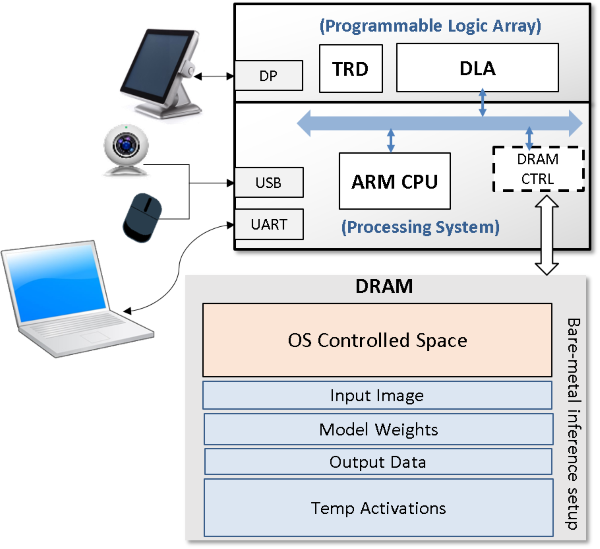 (Programmable Logic Array)
DP
TRD
DLA
USB
ARM CPU
DRAM
CTRL
UART
(Processing System)
DRAM
OS Controlled Space
Input Image
Model Weights
Output Data
Temp Activations
Bare-metal inference setup